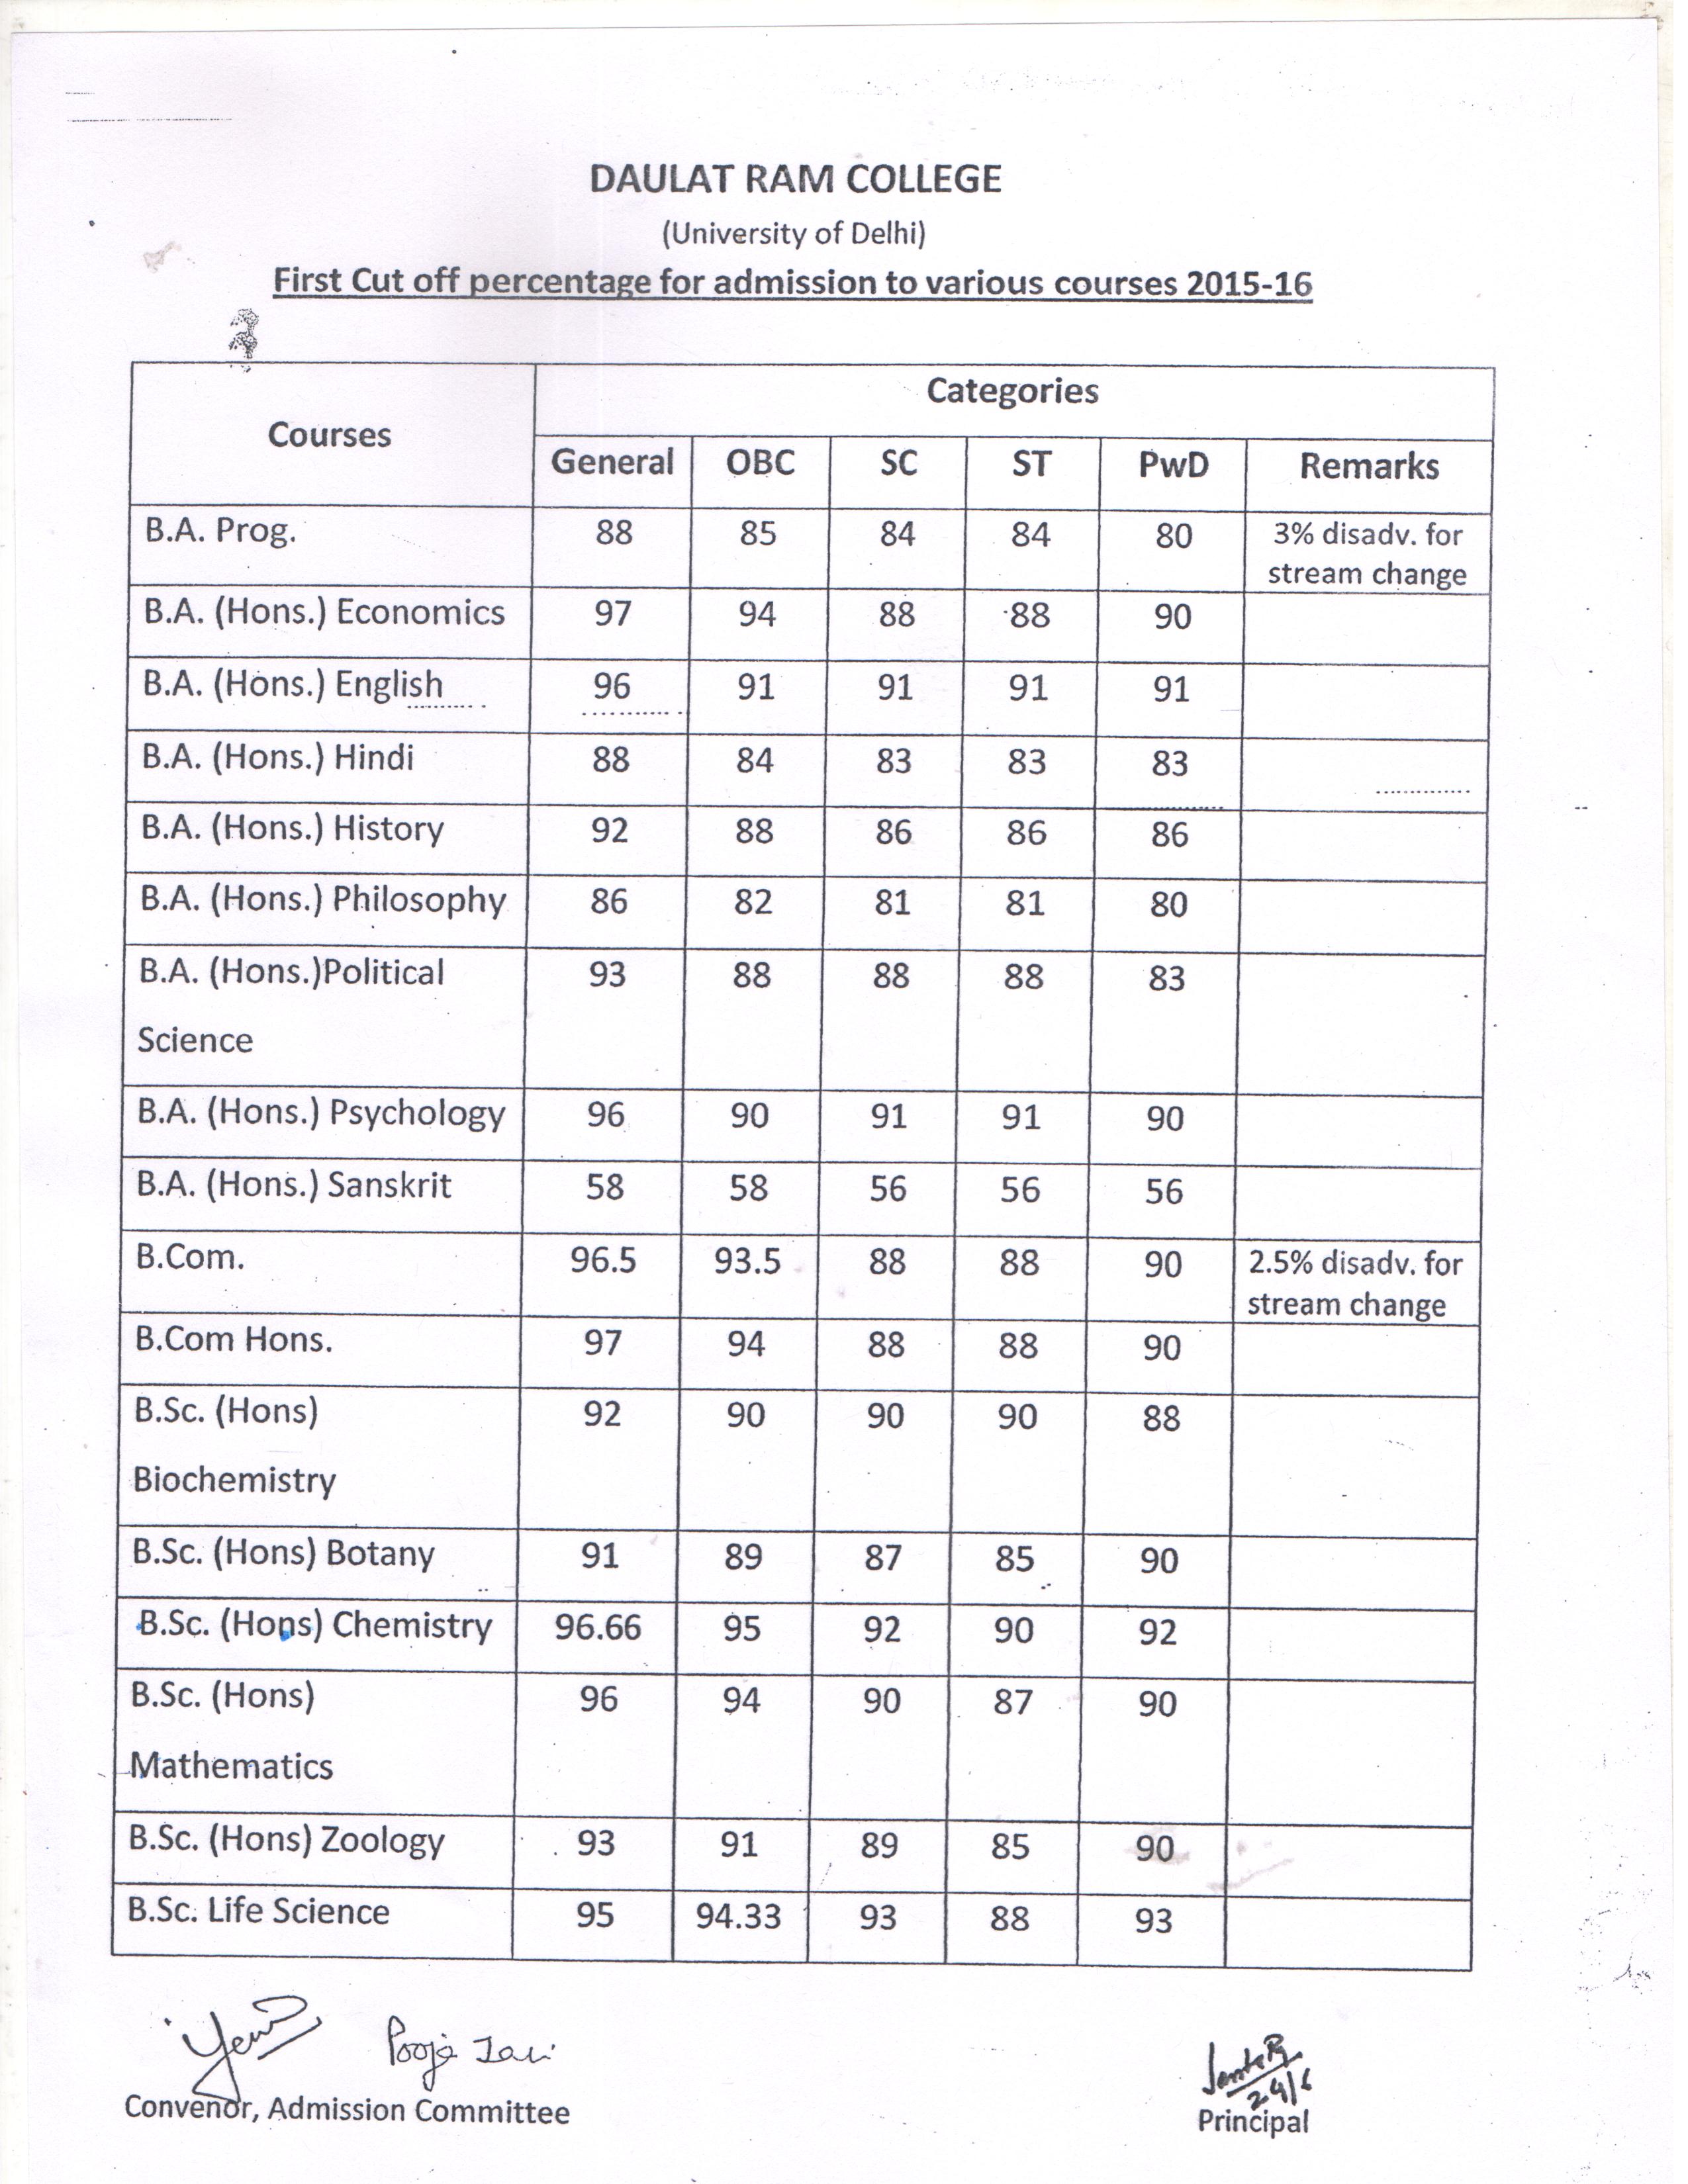 DAULAT RAM COLLEGE
(University of Delhi)
First Cut off percentage for admission to various courses 2015-16
Courses Categories
General OBC SC ST PwD Remarks
B.A. Prog. 88 85 84 84 80 3% disadv. for
stream change
B.A. (Hons.) Economics 97 94 88 88 90
B.A. (Hons.) English 96 91 91 91 91
B.A. (Hons.) Hindi 88 84 83 83 83
B.A. (Hons.) History 92 88 86 86 86
B.A. (Hons.) Philosophy 86 82 81 81 80
B.A. (Hons.)Political 93 88 88 88 83
Science
B.A. (Hons.) Psychology 96 90 91 91 90
B.A. (Hons.) Sanskrit 58 58 56 56 56
B.Com. 96.5 93.5 88 88 90 2.5% disadv. for
stream change
B.Com Hons. 97 94 88 88 90
B.Sc. (Hons) 92 90 90 90 88
Biochemistry
B.Sc. (Hons) Botany 91 89 87 85 90
B.Sc. (Hons) Chemistry 96.66 95 92 90 92
B.Sc. (Hons) 96 94 90 87 90
Mathematics
B.Sc. (Hons) Zoology 93 91 89 85 90
B.Sc. Life Science 95 94.33 93 88 93
Pooja
24/6
Convenor, Admission Committee
Principal